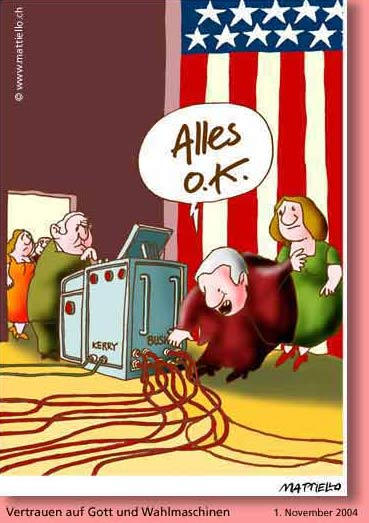 © www.mattiello.ch
Alles
O.K.
KERRY
BUSH
MATTIELLO
Vertrauen auf Gott und Wahlmaschinen
1. November 2004